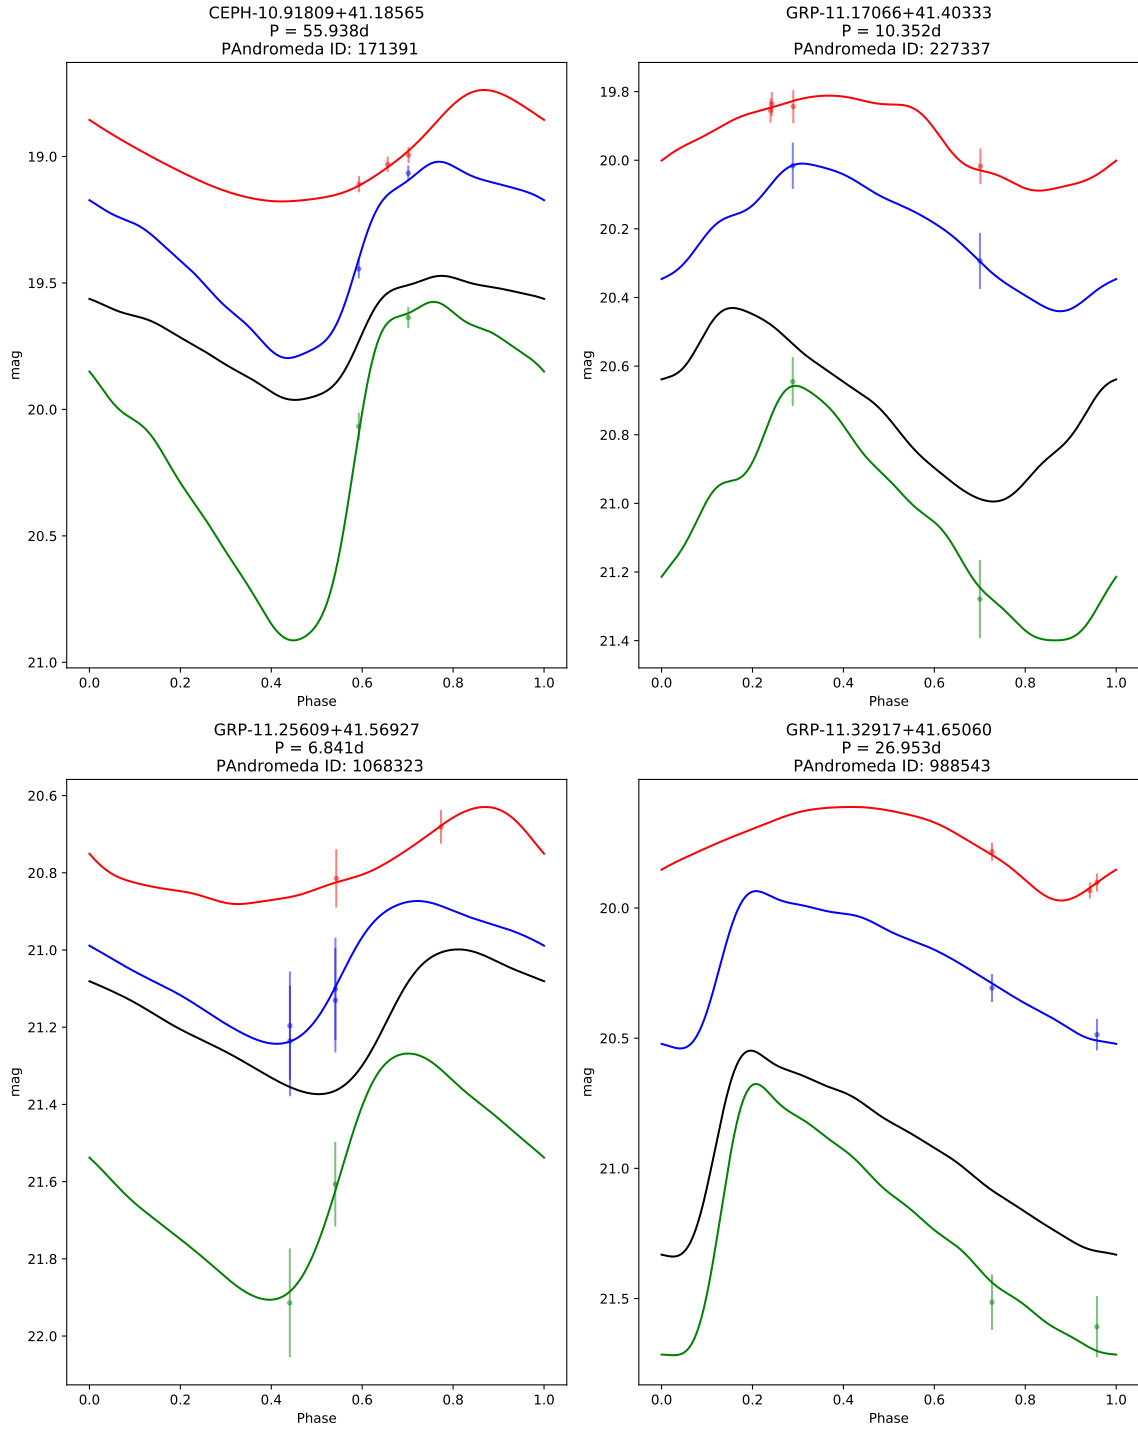 CEPH-10.91809+41.18565
P = 55.938d
PAndromeda ID: 171391
19.0
19.5
20.0
20.5
21.0
mag
0.0 0.2 0.4 0.6 0.8 1.0
Phase
GRP-11.17066+41.40333
P = 10.352d
PAndromeda ID: 227337
19.8
20.0
20.2
20.4
20.6
20.8
21.0
21.2
21.4
mag
0.0 0.2 0.4 0.6 0.8 1.0
Phase
GRP-11.25609+41.56927
P = 6.841d
PAndromeda ID: 1068323
20.6
20.8
21.0
21.2
21.4
21.6
21.8
22.0
mag
0.0 0.2 0.4 0.6 0.8 1.0
Phase
GRP-11.32917+41.65060
P = 26.953d
PAndromeda ID: 988543
20.0
20.5
21.0
21.5
mag
0.0 0.2 0.4 0.6 0.8 1.0
Phase